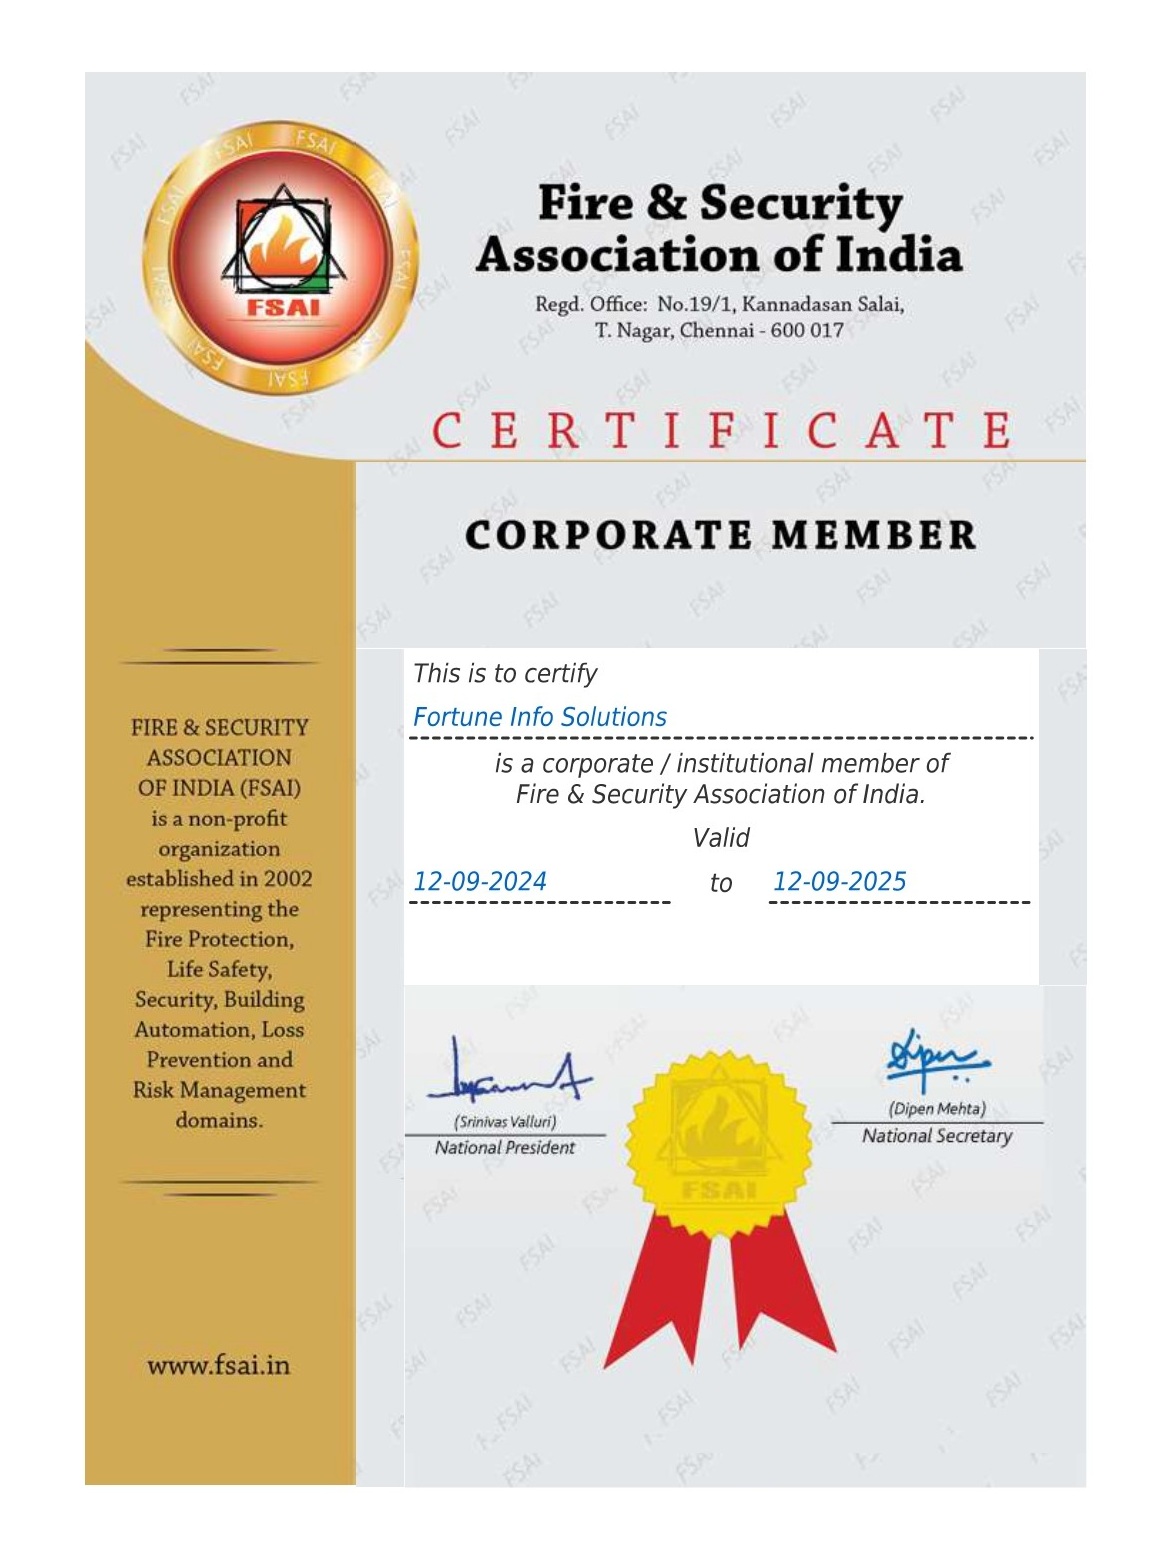 FSAI
Fire & Security
Association of India
Regd. Office: No.19/1, Kannadasan Salai,
T. Nagar, Chennai - 600 017
CERTIFICATE
CORPORATE MEMBER
This is to certify
Fortune Info Solutions
is a corporate / institutional member of
Fire & Security Association of India.
Valid
12-09-2024 to 12-09-2025
FIRE & SECURITY
ASSOCIATION
OF INDIA (FSAI)
is a non-profit
organization
established in 2002
representing the
Fire Protection,
Life Safety,
Security, Building
Automation, Loss
Prevention and
Risk Management
domains.
www.fsai.in
(Srinivas Valluri)
National President
FSAI
(Dipen Mehta)
National Secretary